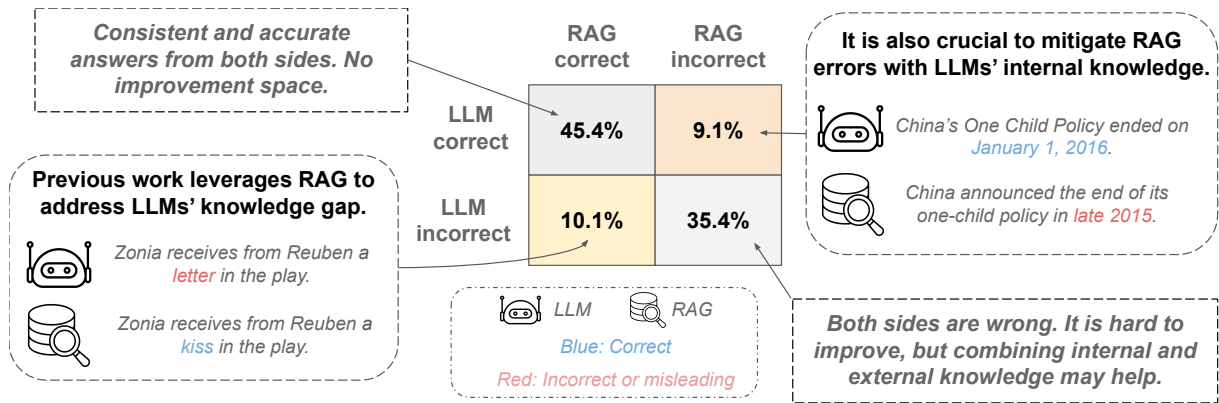 Consistent and accurate
answers from both sides. No
improvement space.
RAG
correct
RAG
incorrect
LLM
correct
45.4%
9.1%
LLM
incorrect
10.1%
35.4%
It is also crucial to mitigate RAG
errors with LLMs’ internal knowledge.
China’s One Child Policy ended on
January 1, 2016.
China announced the end of its
one-child policy in late 2015.
Previous work leverages RAG to
address LLMs’ knowledge gap.
Zonia receives from Reuben a
letter in the play.
Zonia receives from Reuben a
kiss in the play.
LLM
RAG
Blue: Correct
Red: Incorrect or misleading
Both sides are wrong. It is hard to
improve, but combining internal and
external knowledge may help.